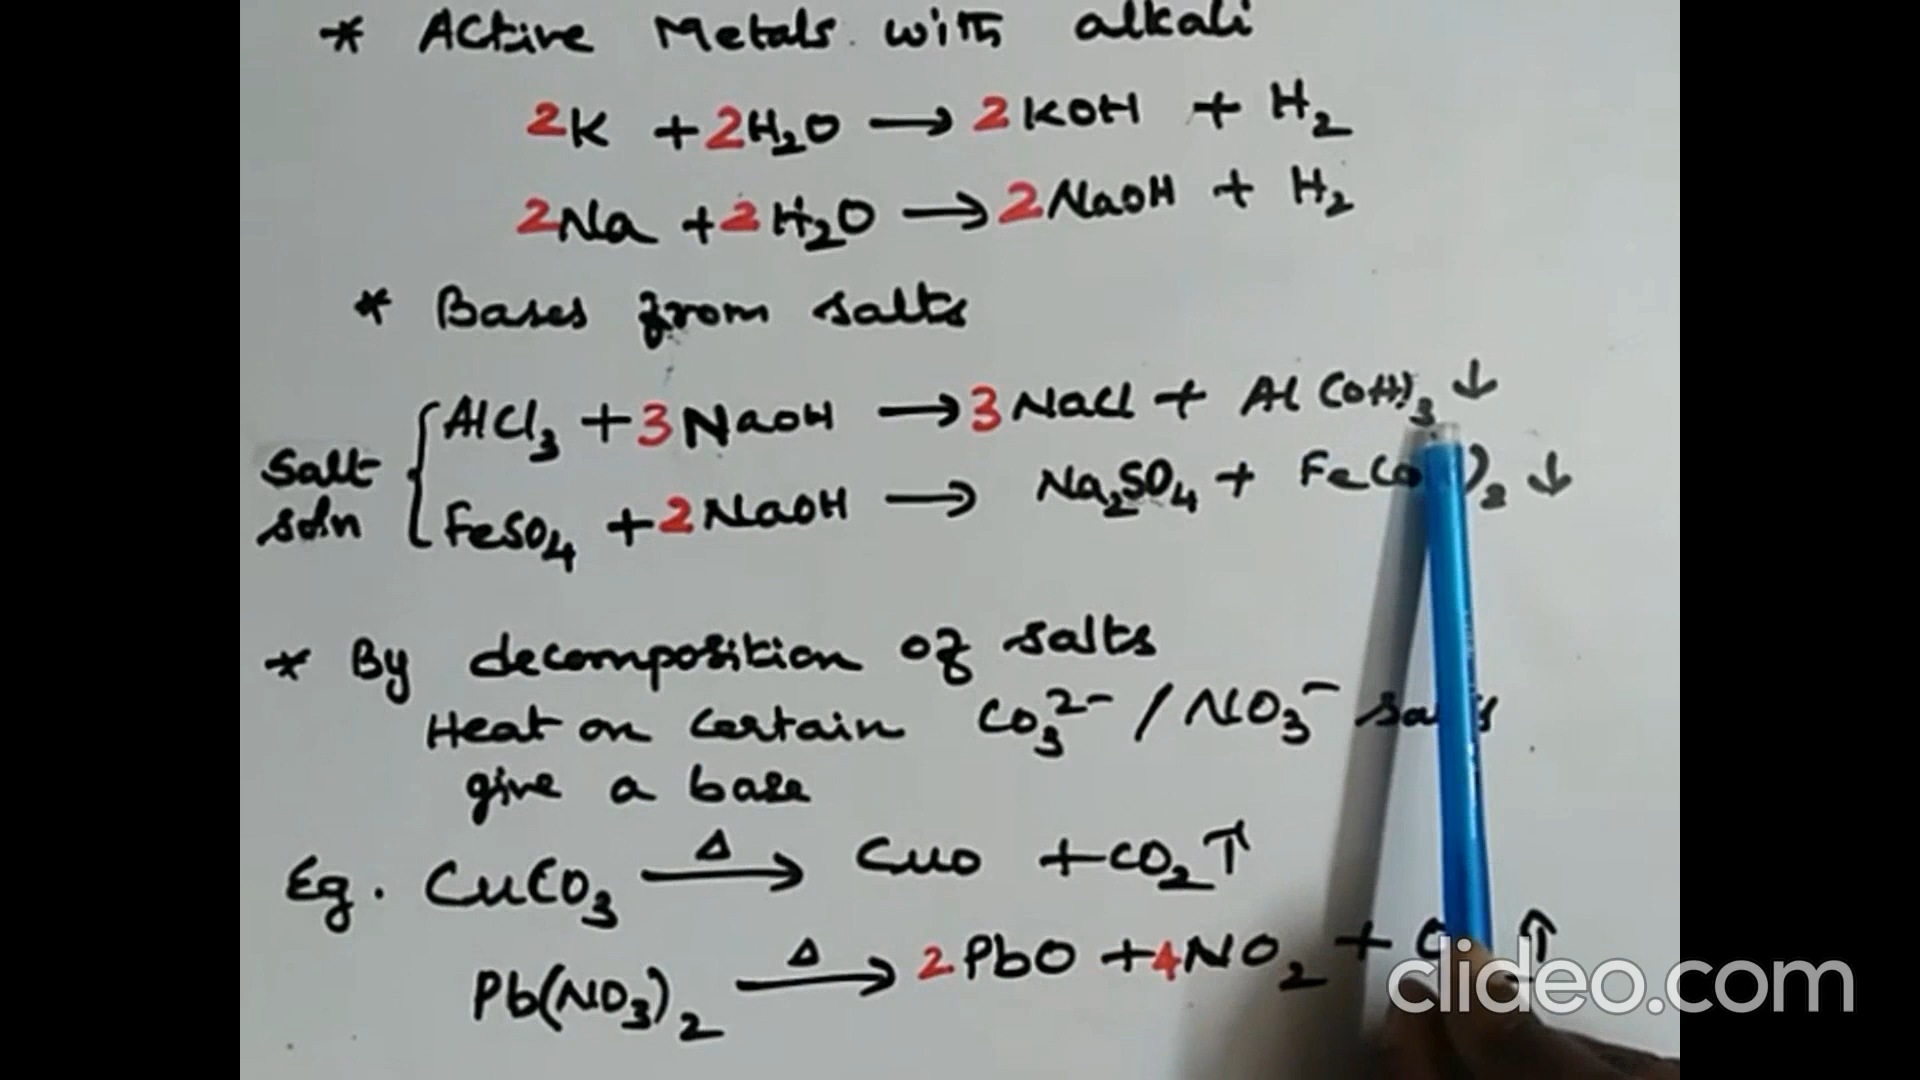 * Active Metals with alkali
2K + 2H₂O → 2KOH + H₂
2Na + 2H₂O → 2NaOH + H₂
* Bases from salts
Salt soln { AlCl₃ + 3NaOH → 3NaCl + Al(OH)₃ ↓
FeSO₄ + 2NaOH → Na₂SO₄ + Fe(O )₂ ↓
* By decomposition of salts
Heat on certain CO₃²⁻ / NO₃⁻
give a base
Eg. CuCO₃ Δ→ CuO + CO₂ ↑
Pb(NO₃)₂ Δ→ 2PbO + 4NO₂ + ↑
clideo.com